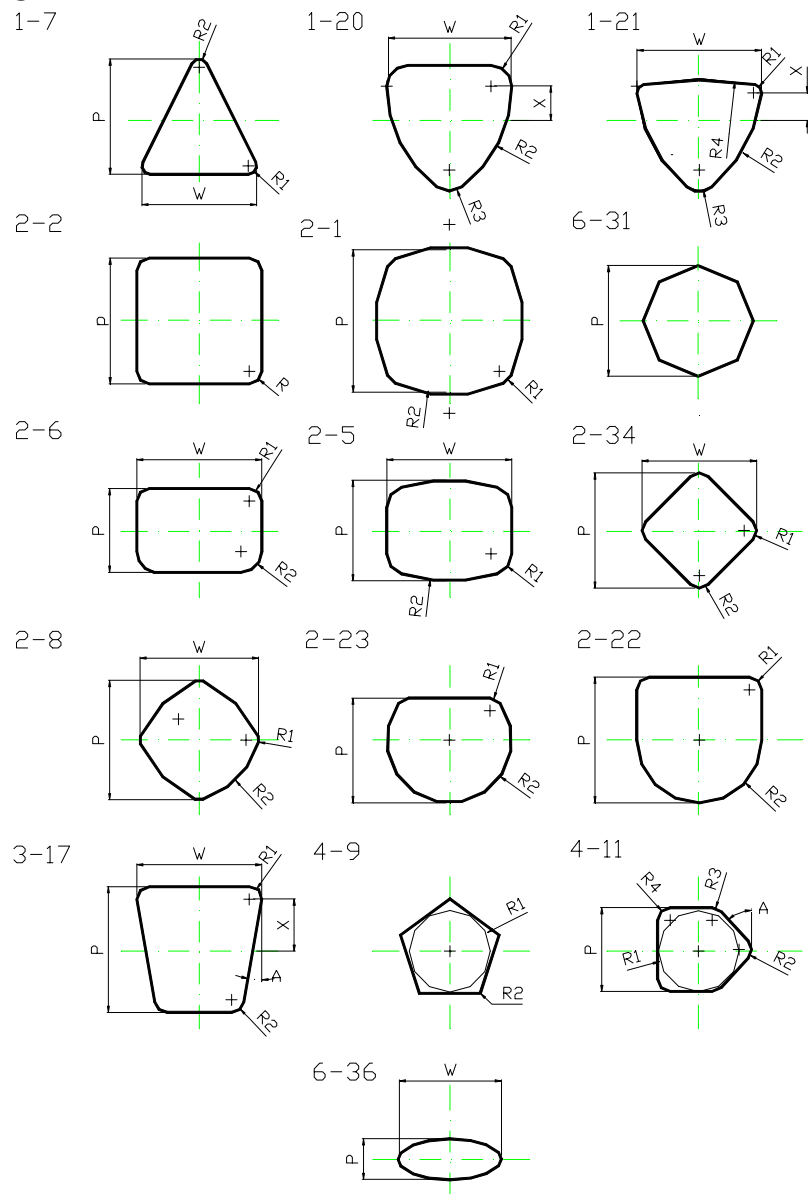 1-7 1-20 1-21
R2 W R1 W R1
P X X
R2 R4 R2
W R1 R3 R3
2-2 2-1 6-31
P P P
R R1
R2
2-6 2-5 2-34
W R1 W W
P P P R1
R2 R1 R2
R2
2-8 2-23 2-22
W R1 R1
P R1 P P
R2 R2 R2
3-17 4-9 4-11
W R1 R1 R4 R3 A
P X P
A R2 R1 R2
R2
6-36
W
P